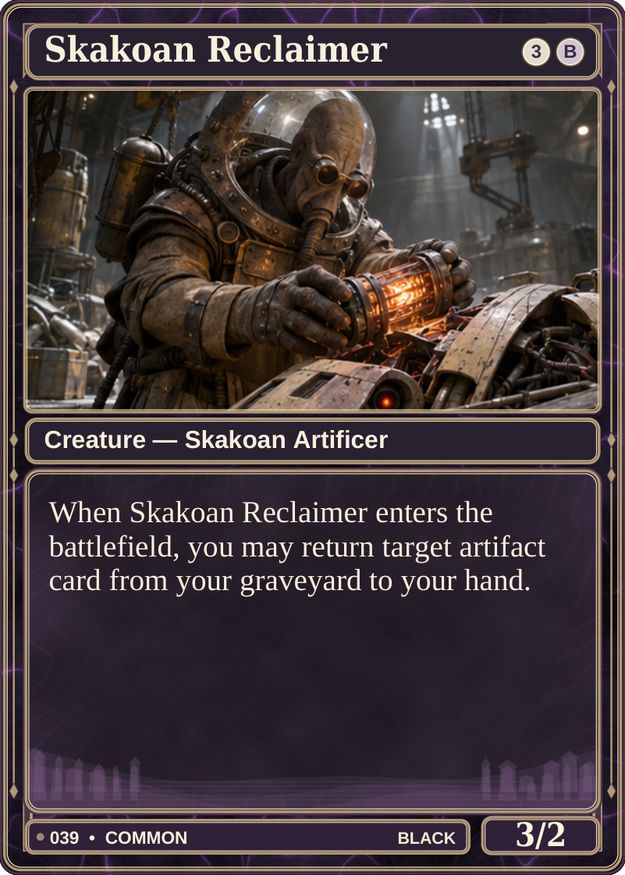 Skakoan Reclaimer 3 B
Creature — Skakoan Artificer
When Skakoan Reclaimer enters the
battlefield, you may return target artifact
card from your graveyard to your hand.
039 • COMMON BLACK 3/2